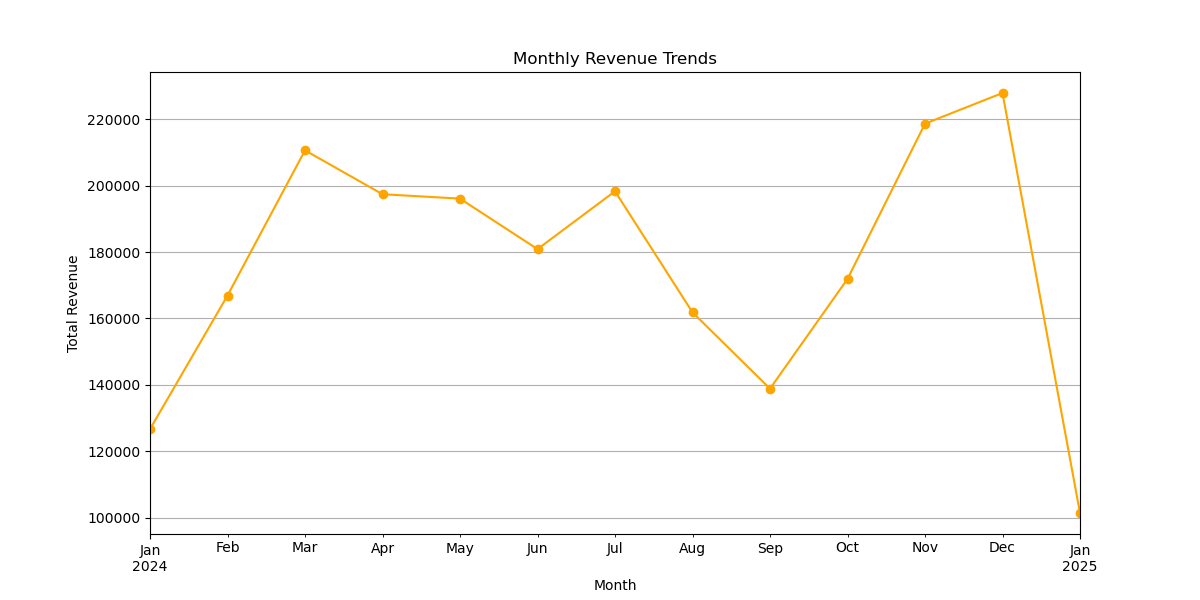 Monthly Revenue Trends
Total Revenue
220000
200000
180000
160000
140000
120000
100000
Jan Feb Mar Apr May Jun Jul Aug Sep Oct Nov Dec Jan
2024 2025
Month